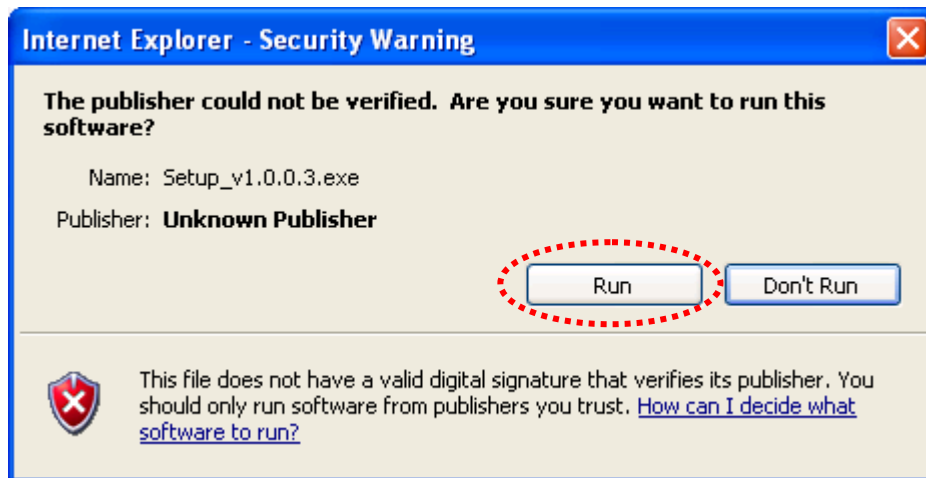 Internet Explorer - Security Warning
The publisher could not be verified. Are you sure you want to run this
software?
Name: Setup_v1.0.0.3.exe
Publisher: Unknown Publisher
Run Don't Run
This file does not have a valid digital signature that verifies its publisher. You
should only run software from publishers you trust. How can I decide what
software to run?